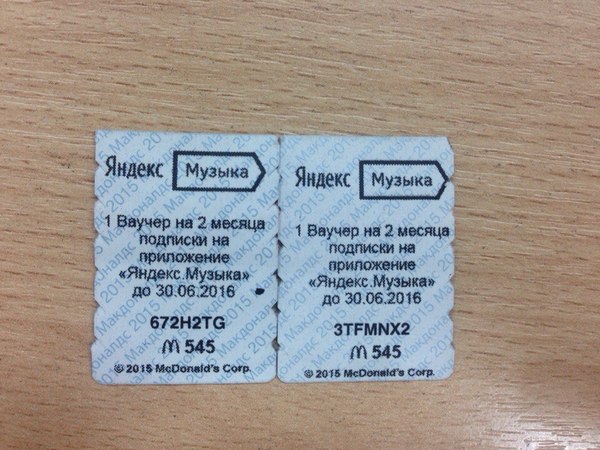 Яндекс Музыка
1 Ваучер на 2 месяца
подписки на
приложение
«Яндекс.Музыка»
до 30.06.2016
672H2TG
545
© 2015 McDonald's Corp.
Яндекс Музыка
1 Ваучер на 2 месяца
подписки на
приложение
«Яндекс.Музыка»
до 30.06.2016
3TFMNX2
545
© 2015 McDonald's Corp.